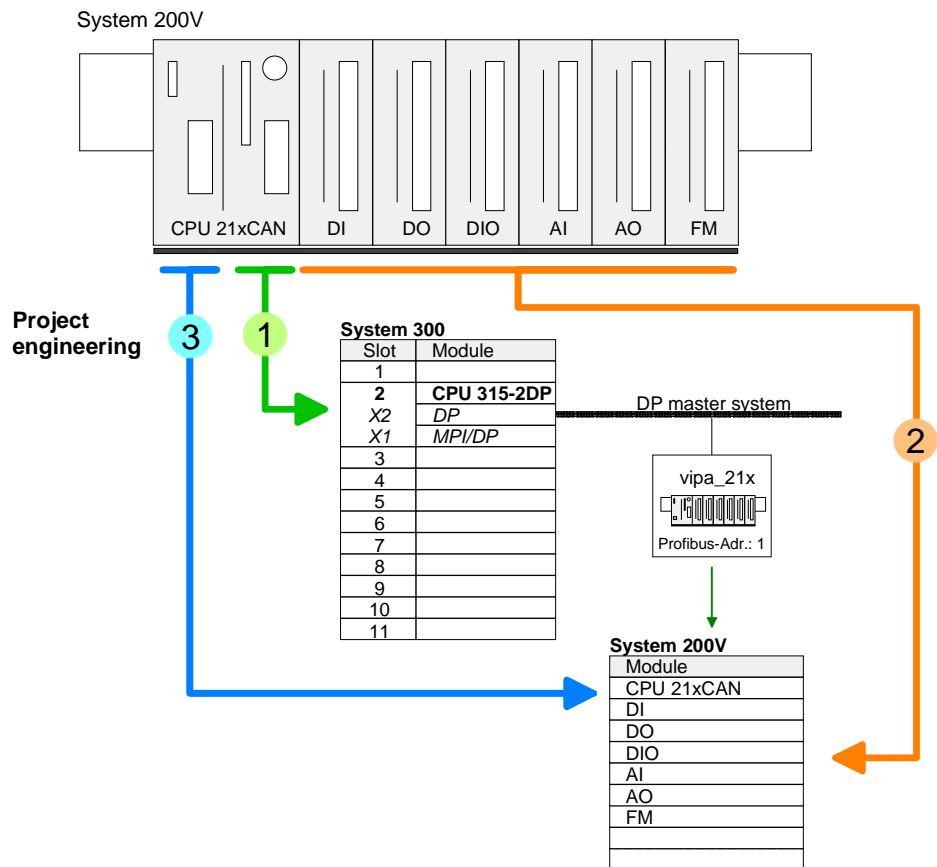 System 200V
CPU 21xCAN DI DO DIO AI AO FM
Project
engineering
3
1
2
System 300
Slot Module
1
2 CPU 315-2DP
X2 DP
X1 MPI/DP
3
4
5
6
7
8
9
10
11
DP master system
vipa_21x
Profibus-Adr.: 1
System 200V
Module
CPU 21xCAN
DI
DO
DIO
AI
AO
FM